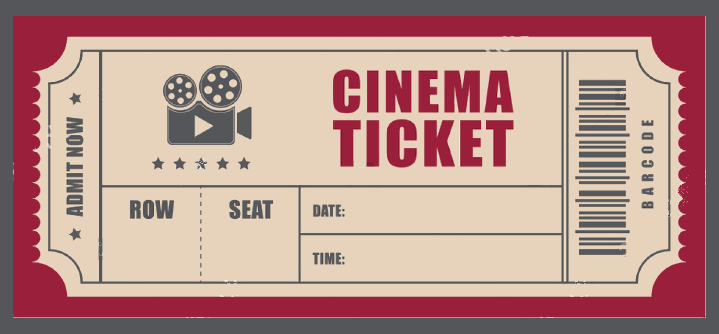 ADMIT NOW
CINEMA
TICKET
ROW
SEAT
DATE:
TIME:
BARCODE